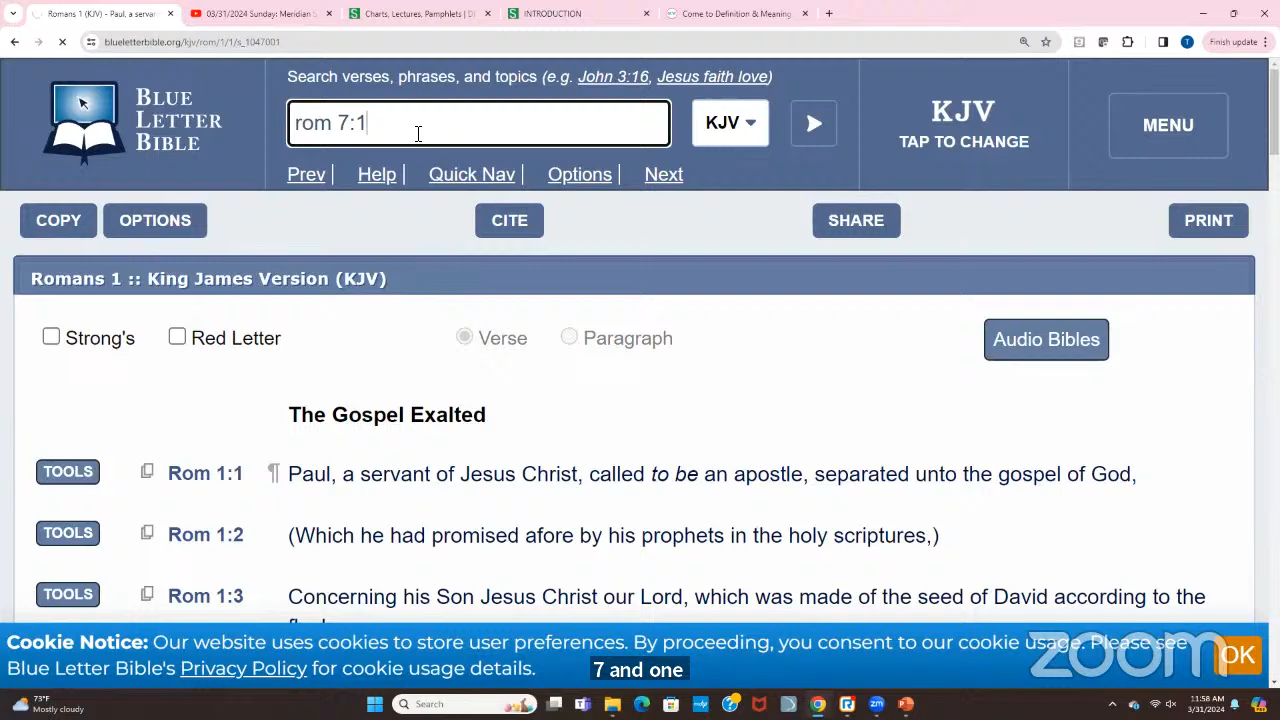 Romans 1 (KJV) - Paul, a servan
03/31/2024 Sunday: Meridian S
Charts, Lectures, Pamphlets | D
INTRODUCTION
Come to Definition & Meaning
blueletterbible.org/kjv/rom/1/1/s_1047001
Finish update
BLUE
LETTER
BIBLE
Search verses, phrases, and topics (e.g. John 3:16, Jesus faith love)
rom 7:1
KJV
Prev | Help | Quick Nav | Options | Next
KJV
TAP TO CHANGE
MENU
COPY OPTIONS CITE SHARE PRINT
Romans 1 :: King James Version (KJV)
Strong's Red Letter Verse Paragraph Audio Bibles
The Gospel Exalted
TOOLS Rom 1:1 ¶ Paul, a servant of Jesus Christ, called to be an apostle, separated unto the gospel of God,
TOOLS Rom 1:2 (Which he had promised afore by his prophets in the holy scriptures,)
TOOLS Rom 1:3 Concerning his Son Jesus Christ our Lord, which was made of the seed of David according to the
Cookie Notice: Our website uses cookies to store user preferences. By proceeding, you consent to our cookie usage. Please see
Blue Letter Bible's Privacy Policy for cookie usage details.
OK
zoom
7 and one
73°F
Mostly cloudy
Search
11:58 AM
3/31/2024